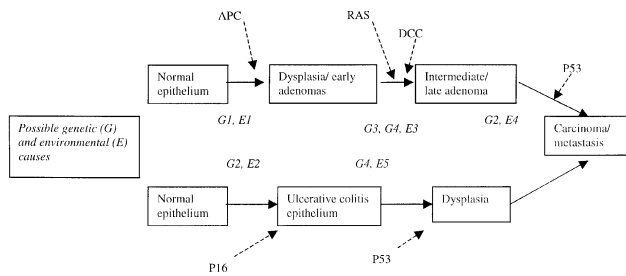 APC
RAS
DCC
P53
Normal
epithelium
Dysplasia/ early
adenomas
Intermediate/
late adenoma
Possible genetic (G)
and environmental (E)
causes
G1, E1
G3, G4, E3
G2, E4
Carcinoma/
metastasis
G2, E2
G4, E5
Normal
epithelium
Ulcerative colitis
epithelium
Dysplasia
P16
P53